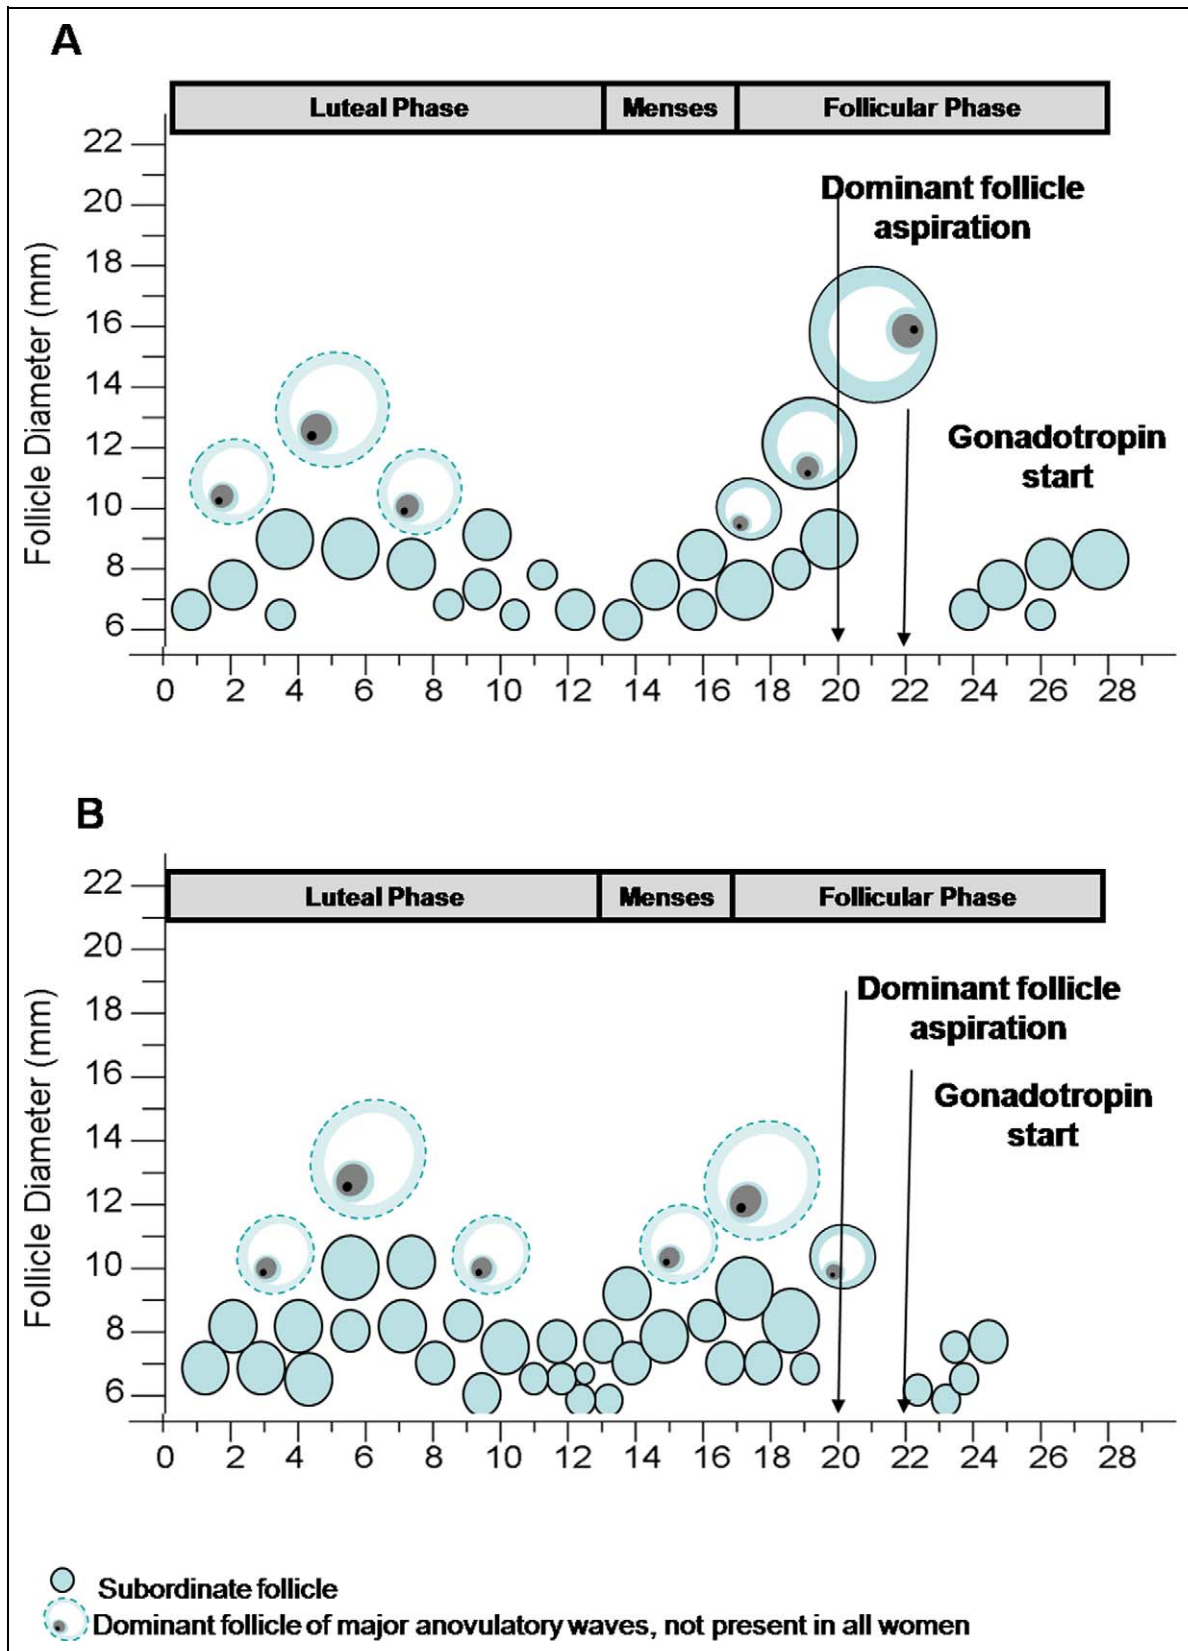 A
Luteal Phase Menses Follicular Phase
22
20
18
16
14
12
10
8
6
Follicle Diameter (mm)
Dominant follicle
aspiration
Gonadotropin
start
0 2 4 6 8 10 12 14 16 18 20 22 24 26 28
B
Luteal Phase Menses Follicular Phase
22
20
18
16
14
12
10
8
6
Follicle Diameter (mm)
Dominant follicle
aspiration
Gonadotropin
start
0 2 4 6 8 10 12 14 16 18 20 22 24 26 28
Subordinate follicle
Dominant follicle of major anovulatory waves, not present in all women